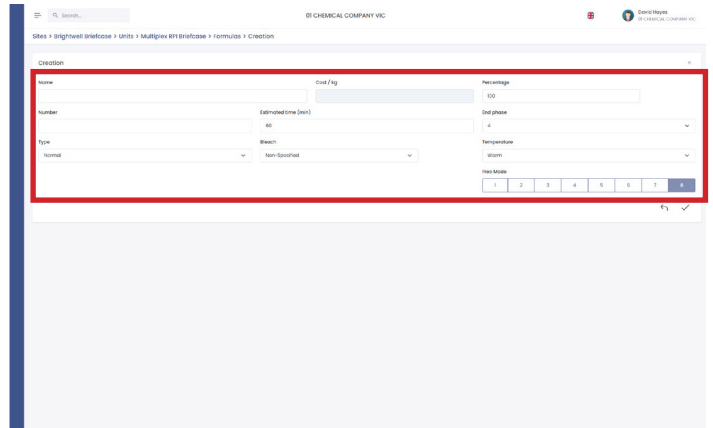 Search...
01 CHEMICAL COMPANY VIC
David Hayes
01 CHEMICAL COMPANY VIC
Sites > Brightwell Briefcase > Units > Multiplex RFI Briefcase > Formulas > Creation
Creation
Name
Cost / kg
Percentage
100
Number
Estimated time (min)
End phase
60
4
Type
Bleach
Temperature
Normal
Non-Specified
Warm
Flex Mode
1 2 3 4 5 6 7 8